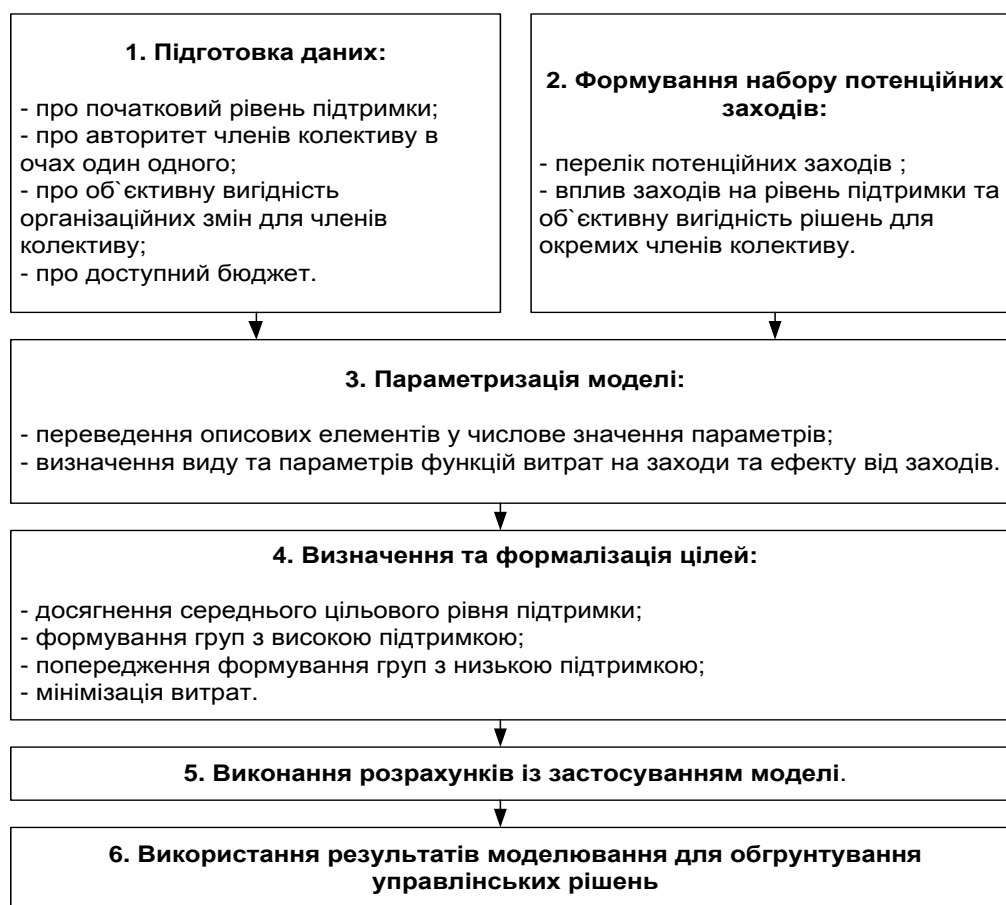 1. Підготовка даних:
- про початковий рівень підтримки;
- про авторитет членів колективу в
очах один одного;
- про об`єктивну вигідність
організаційних змін для членів
колективу;
- про доступний бюджет.
2. Формування набору потенційних
заходів:
- перелік потенційних заходів ;
- вплив заходів на рівень підтримки та
об`єктивну вигідність рішень для
окремих членів колективу.
3. Параметризація моделі:
- переведення описових елементів у числове значення параметрів;
- визначення виду та параметрів функцій витрат на заходи та ефекту від заходів.
4. Визначення та формалізація цілей:
- досягнення середнього цільового рівня підтримки;
- формування груп з високою підтримкою;
- попередження формування груп з низькою підтримкою;
- мінімізація витрат.
5. Виконання розрахунків із застосуванням моделі.
6. Використання результатів моделювання для обгрунтування
управлінських рішень